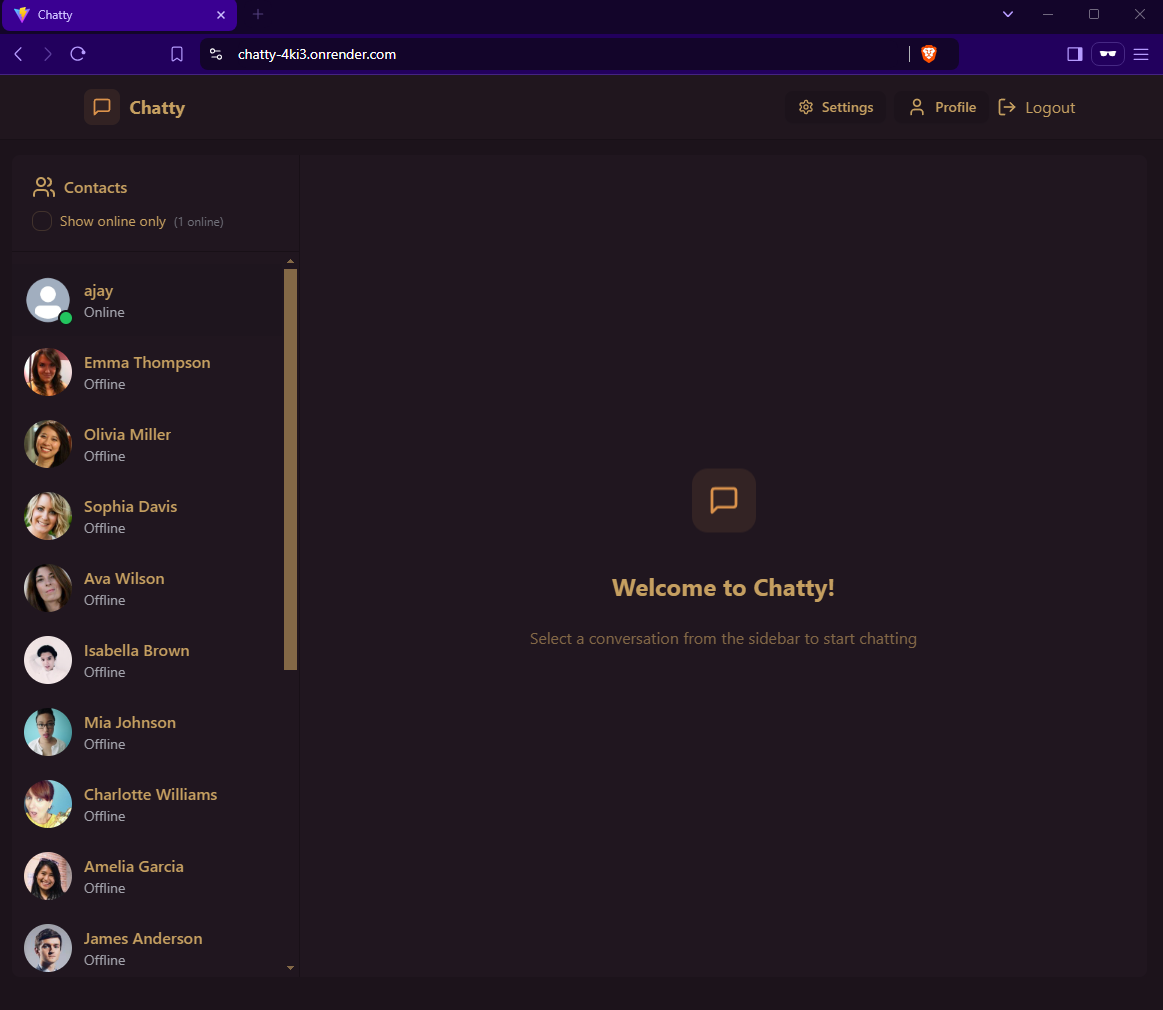 Chatty
chatty-4ki3.onrender.com
Chatty
Settings
Profile
Logout
Contacts
Show online only (1 online)
ajay
Online
Emma Thompson
Offline
Olivia Miller
Offline
Sophia Davis
Offline
Ava Wilson
Offline
Isabella Brown
Offline
Mia Johnson
Offline
Charlotte Williams
Offline
Amelia Garcia
Offline
James Anderson
Offline
Welcome to Chatty!
Select a conversation from the sidebar to start chatting